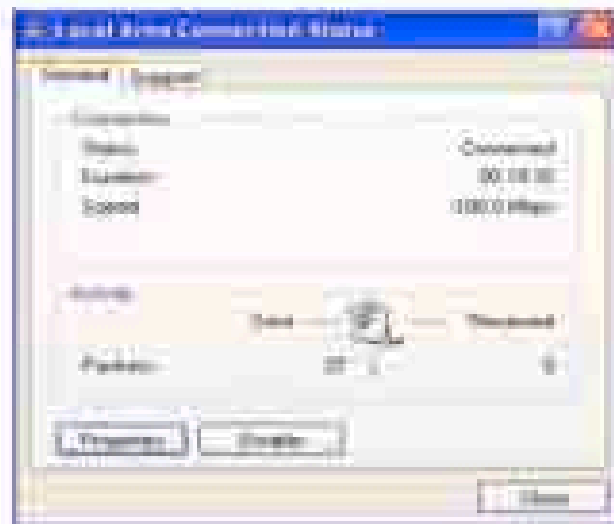 Local Area Connection Status
General Support
Connection
Status: Connected
Duration:
Speed: 100.0 Mbps
Activity
Sent Received
Packets:
Properties Disable
Close